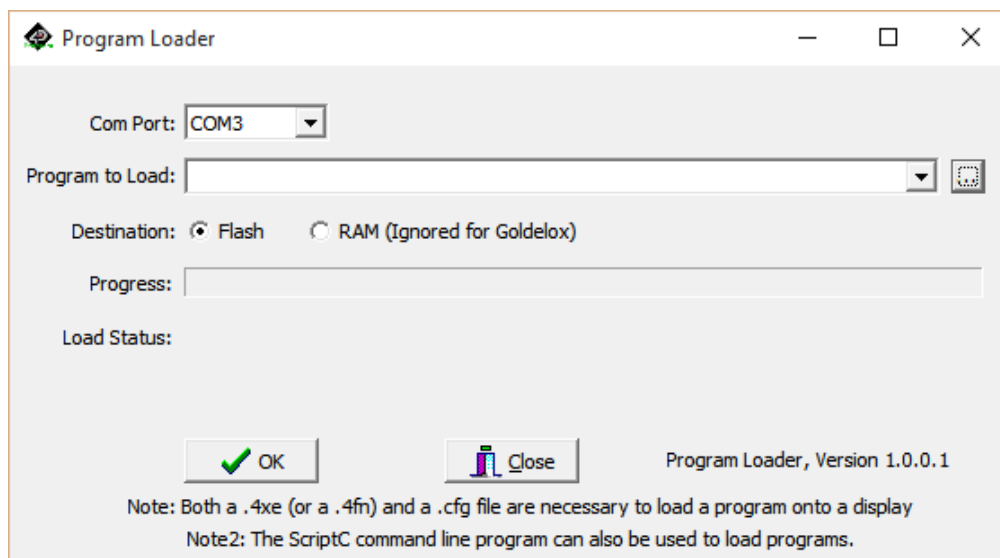 Program Loader
Com Port: COM3
Program to Load:
Destination: Flash RAM (Ignored for Goldelox)
Progress:
Load Status:
OK Close Program Loader, Version 1.0.0.1
Note: Both a .4xe (or a .4fn) and a .cfg file are necessary to load a program onto a display
Note2: The ScriptC command line program can also be used to load programs.